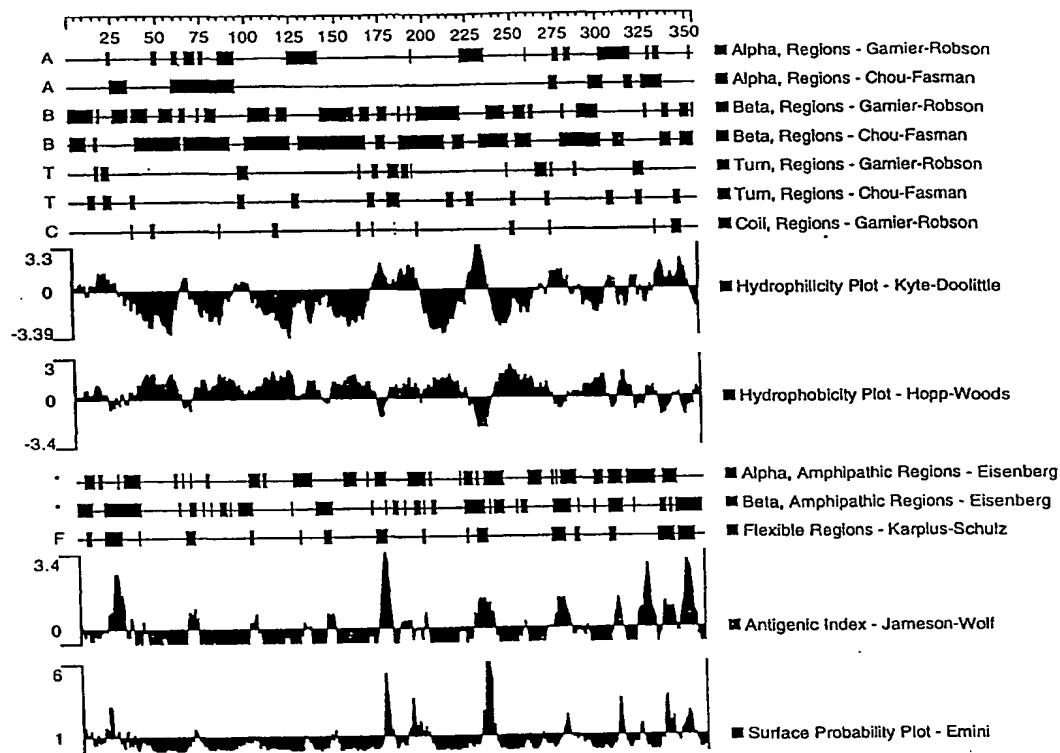 25 50 75 100 125 150 175 200 225 250 275 300 325 350
A Alpha, Regions - Garnier-Robson
A Alpha, Regions - Chou-Fasman
B Beta, Regions - Garnier-Robson
B Beta, Regions - Chou-Fasman
T Turn, Regions - Garnier-Robson
T Turn, Regions - Chou-Fasman
C Coil, Regions - Garnier-Robson
3.3
0 Hydrophilicity Plot - Kyte-Doolittle
-3.39
3
0 Hydrophobicity Plot - Hopp-Woods
-3.4
* Alpha, Amphipathic Regions - Eisenberg
* Beta, Amphipathic Regions - Eisenberg
F Flexible Regions - Karplus-Schulz
3.4
0 Antigenic Index - Jameson-Wolf
6
1 Surface Probability Plot - Emini